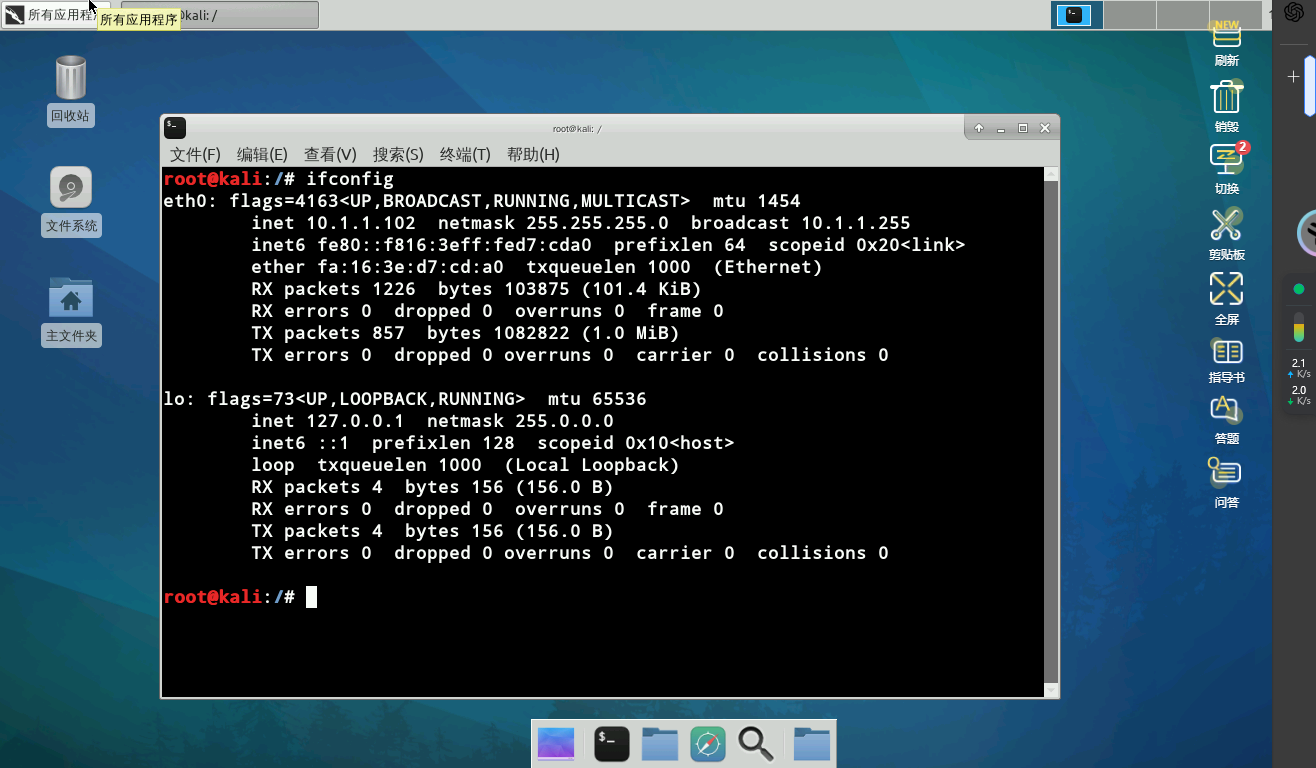 所有应用程序
@kali: /
所有应用程序
回收站
文件系统
主文件夹
root@kali: /
文件(F) 编辑(E) 查看(V) 搜索(S) 终端(T) 帮助(H)
root@kali:/# ifconfig
eth0: flags=4163<UP,BROADCAST,RUNNING,MULTICAST>  mtu 1454
        inet 10.1.1.102  netmask 255.255.255.0  broadcast 10.1.1.255
        inet6 fe80::f816:3eff:fed7:cda0  prefixlen 64  scopeid 0x20<link>
        ether fa:16:3e:d7:cd:a0  txqueuelen 1000  (Ethernet)
        RX packets 1226  bytes 103875 (101.4 KiB)
        RX errors 0  dropped 0  overruns 0  frame 0
        TX packets 857  bytes 1082822 (1.0 MiB)
        TX errors 0  dropped 0 overruns 0  carrier 0  collisions 0
lo: flags=73<UP,LOOPBACK,RUNNING>  mtu 65536
        inet 127.0.0.1  netmask 255.0.0.0
        inet6 ::1  prefixlen 128  scopeid 0x10<host>
        loop  txqueuelen 1000  (Local Loopback)
        RX packets 4  bytes 156 (156.0 B)
        RX errors 0  dropped 0  overruns 0  frame 0
        TX packets 4  bytes 156 (156.0 B)
        TX errors 0  dropped 0 overruns 0  carrier 0  collisions 0
root@kali:/#
NEW
刷新
销毁
2
切换
剪贴板
全屏
指导书
答题
问答
2.1
K/s
2.0
K/s